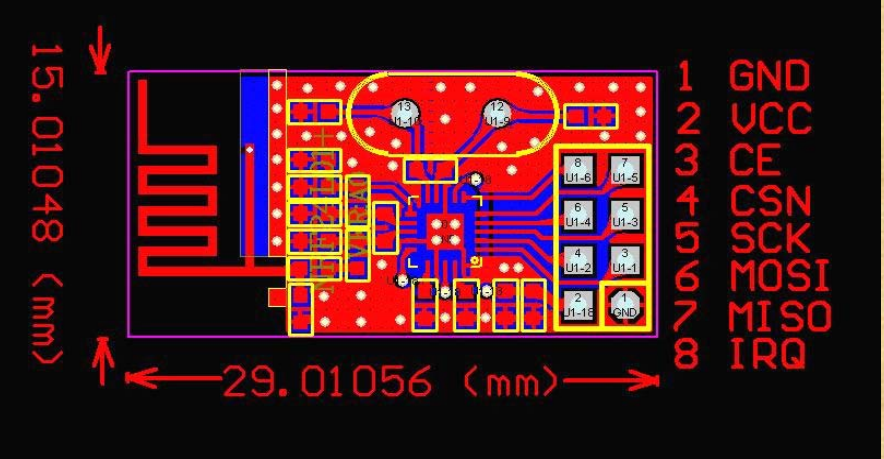 15.01048 (mm)
29.01056 (mm)
1 GND
2 VCC
3 CE
4 CSN
5 SCK
6 MOSI
7 MISO
8 IRQ
13
12
U1-9
8
U1-6
7
U1-5
6
U1-4
5
U1-3
4
U1-2
3
U1-1
2
U1-18
1
GND